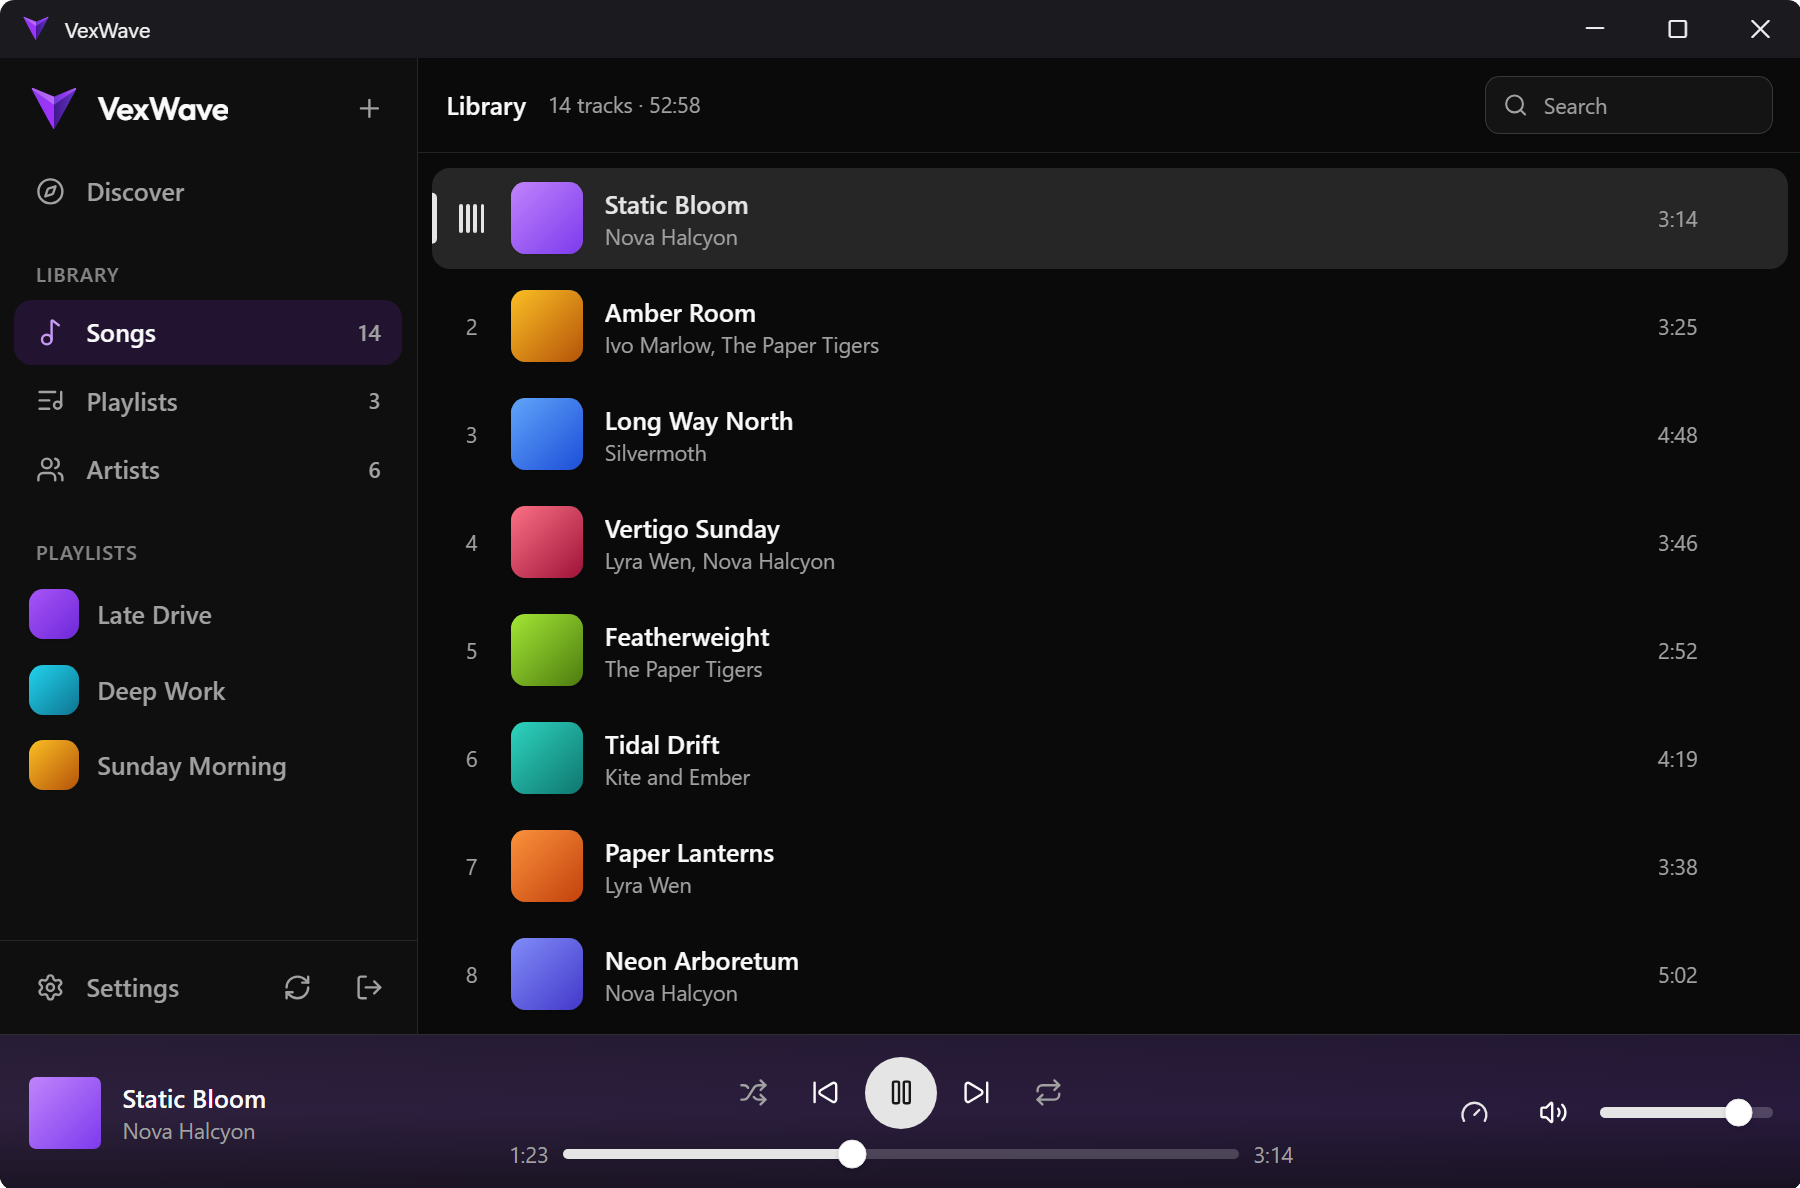 VexWave
VexWave
Discover
LIBRARY
Songs 14
Playlists 3
Artists 6
PLAYLISTS
Late Drive
Deep Work
Sunday Morning
Settings
Library 14 tracks · 52:58
Search
Static Bloom
Nova Halcyon
3:14
2
Amber Room
Ivo Marlow, The Paper Tigers
3:25
3
Long Way North
Silvermoth
4:48
4
Vertigo Sunday
Lyra Wen, Nova Halcyon
3:46
5
Featherweight
The Paper Tigers
2:52
6
Tidal Drift
Kite and Ember
4:19
7
Paper Lanterns
Lyra Wen
3:38
8
Neon Arboretum
Nova Halcyon
5:02
Static Bloom
Nova Halcyon
1:23
3:14